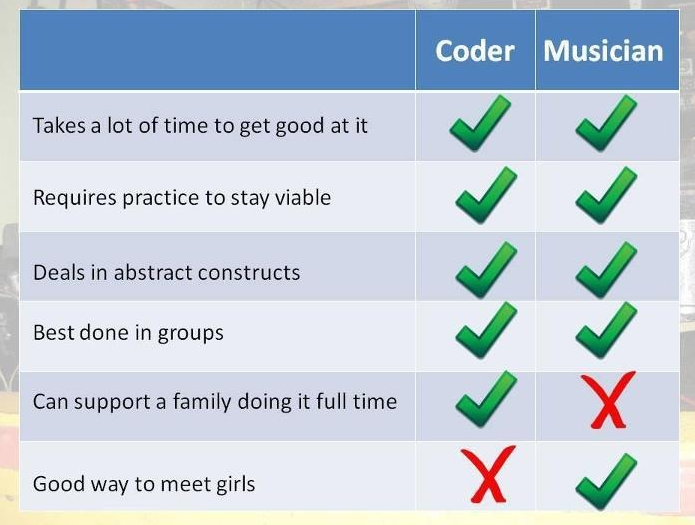 Coder Musician
Takes a lot of time to get good at it
Requires practice to stay viable
Deals in abstract constructs
Best done in groups
Can support a family doing it full time
Good way to meet girls